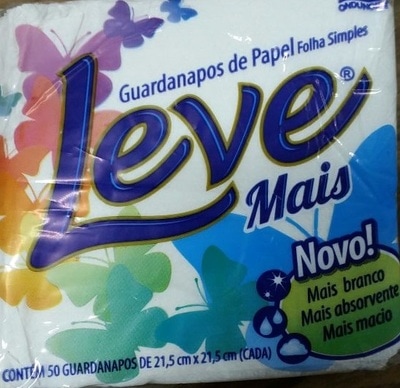 Guardanapos de Papel Folha Simples
Leve®
Mais
Novo!
Mais branco
Mais absorvente
Mais macio
CONTÉM 50 GUARDANAPOS DE 21,5 cm x 21,5 cm (CADA)